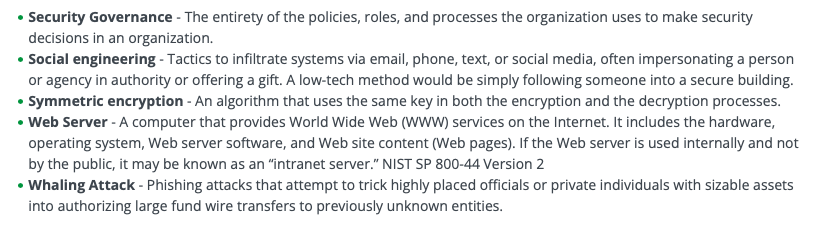 • Security Governance - The entirety of the policies, roles, and processes the organization uses to make security
decisions in an organization.
• Social engineering - Tactics to infiltrate systems via email, phone, text, or social media, often impersonating a person
or agency in authority or offering a gift. A low-tech method would be simply following someone into a secure building.
• Symmetric encryption - An algorithm that uses the same key in both the encryption and the decryption processes.
• Web Server - A computer that provides World Wide Web (WWW) services on the Internet. It includes the hardware,
operating system, Web server software, and Web site content (Web pages). If the Web server is used internally and not
by the public, it may be known as an “intranet server.” NIST SP 800-44 Version 2
• Whaling Attack - Phishing attacks that attempt to trick highly placed officials or private individuals with sizable assets
into authorizing large fund wire transfers to previously unknown entities.